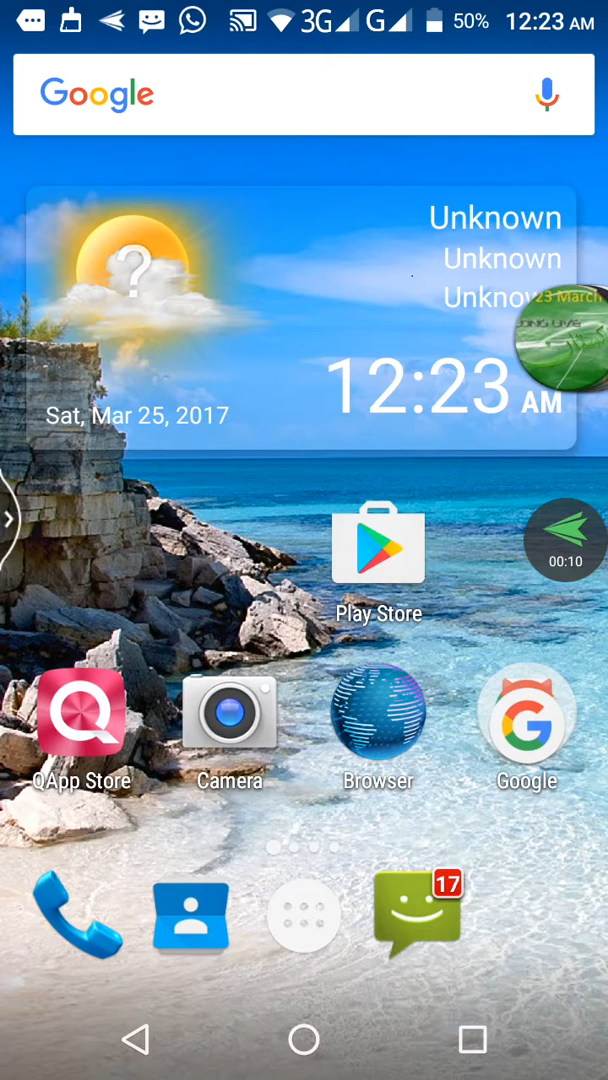 3G G 50% 12:23 AM
Google
?
Unknown
Unknown
Unknow
23 March
12:23 AM
Sat, Mar 25, 2017
00:10
Play Store
QApp Store
Camera
Browser
Google
17